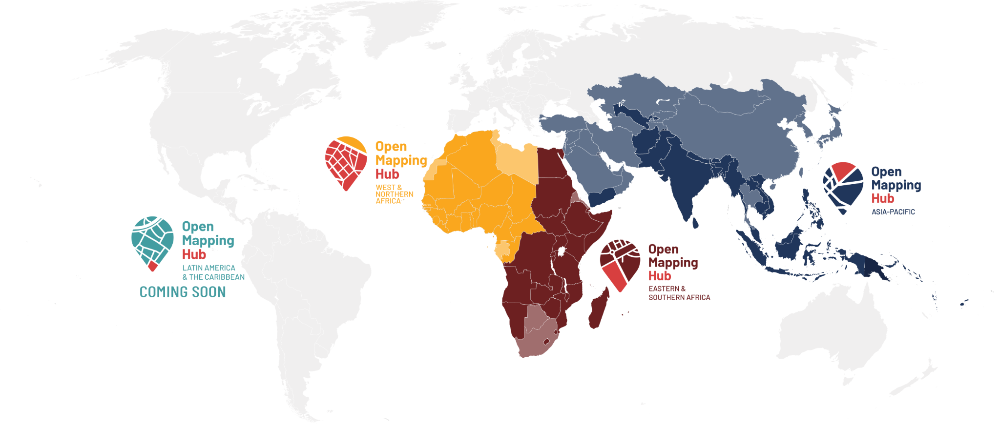 Open
Mapping
Hub
WEST &
NORTHERN
AFRICA
Open
Mapping
Hub
ASIA-PACIFIC
Open
Mapping
Hub
LATIN AMERICA
& THE CARIBBEAN
COMING SOON
Open
Mapping
Hub
EASTERN &
SOUTHERN AFRICA